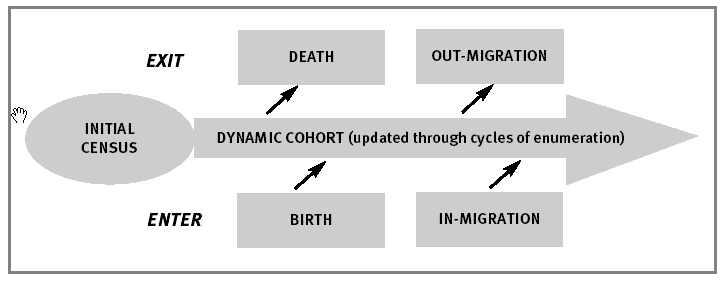 EXIT
DEATH
OUT-MIGRATION
INITIAL
CENSUS
DYNAMIC COHORT (updated through cycles of enumeration)
ENTER
BIRTH
IN-MIGRATION